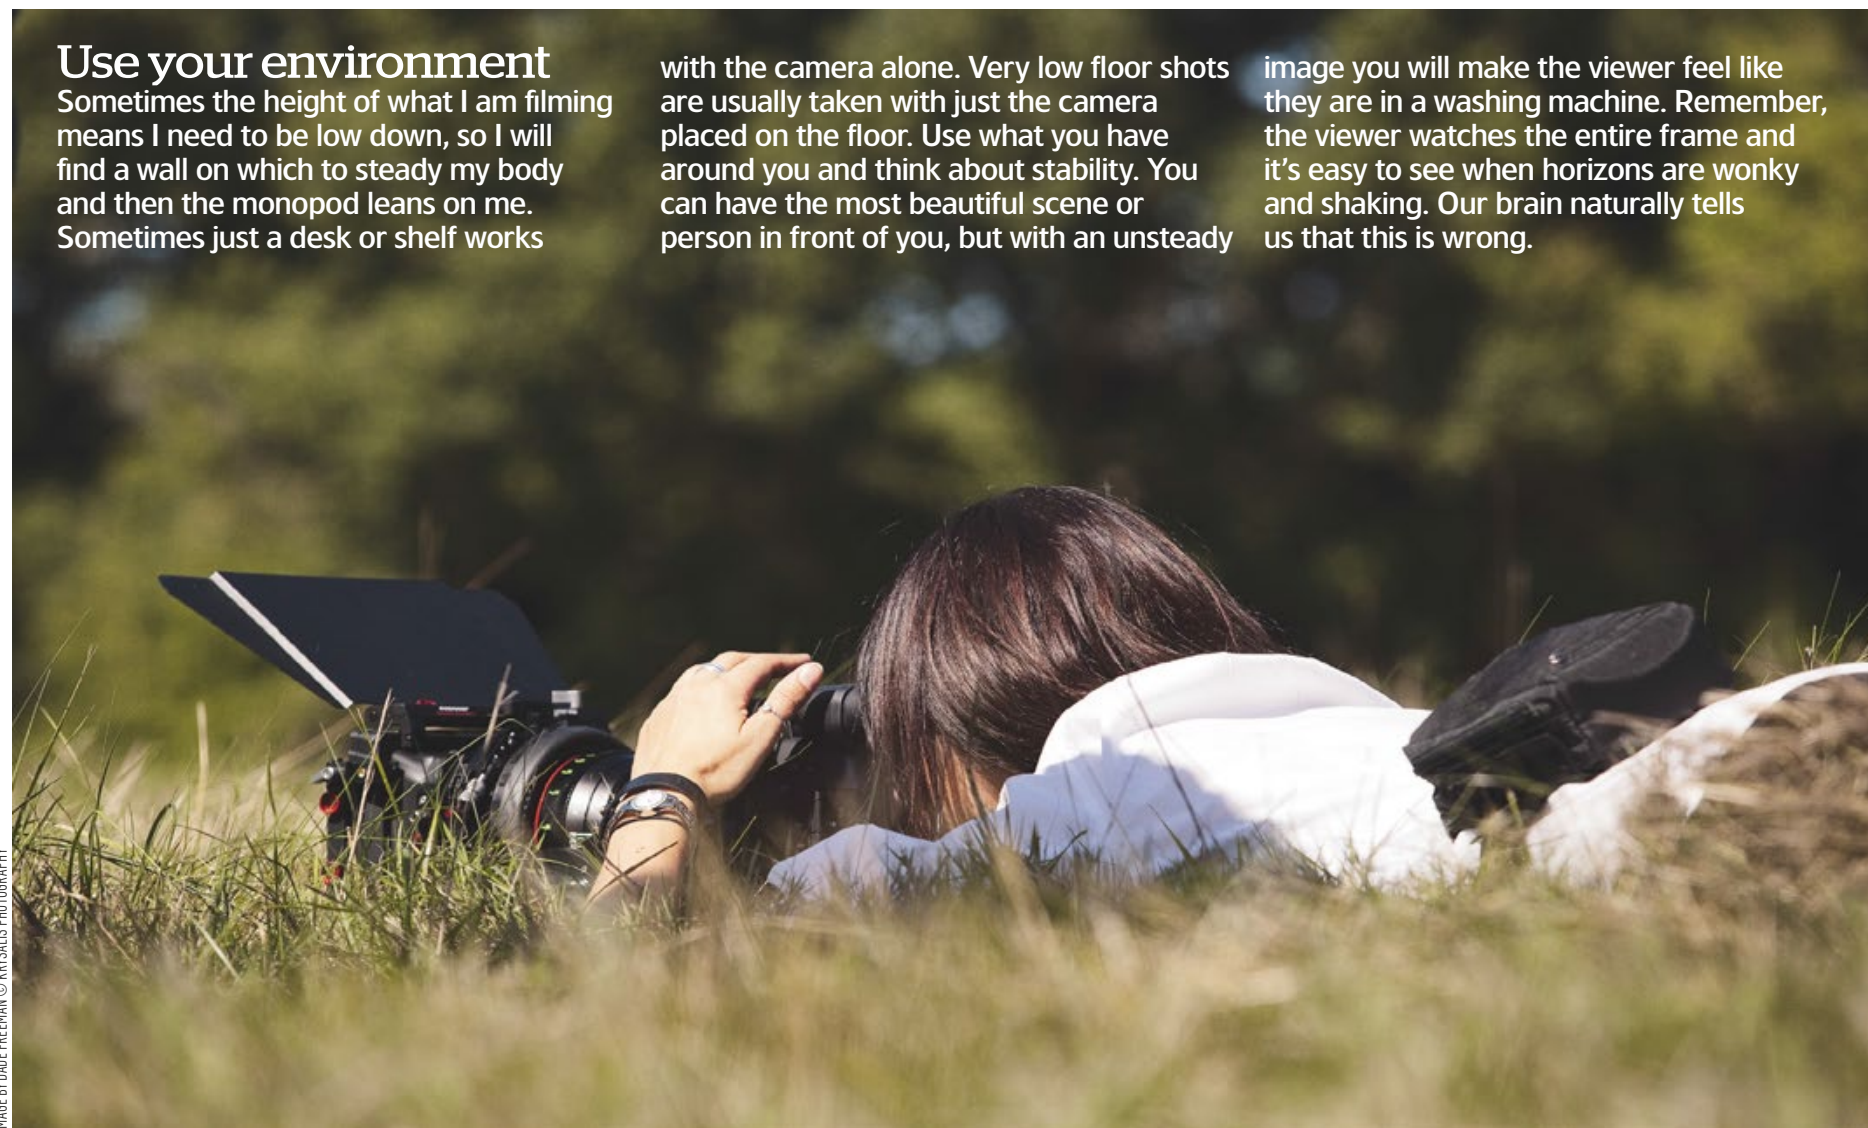 Use your environment
Sometimes the height of what I am filming
means I need to be low down, so I will
find a wall on which to steady my body
and then the monopod leans on me.
Sometimes just a desk or shelf works
with the camera alone. Very low floor shots
are usually taken with just the camera
placed on the floor. Use what you have
around you and think about stability. You
can have the most beautiful scene or
person in front of you, but with an unsteady
image you will make the viewer feel like
they are in a washing machine. Remember,
the viewer watches the entire frame and
it’s easy to see when horizons are wonky
and shaking. Our brain naturally tells
us that this is wrong.
IMAGE BY DADE FREEMAN © KRYSALIS PHOTOGRAPHY